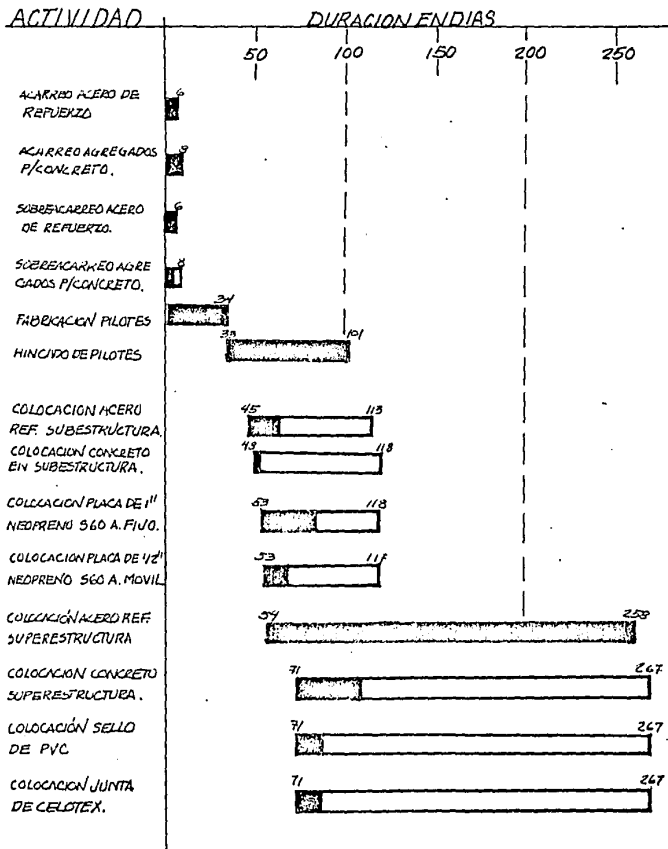 ACTIVIDAD DURACION EN DIAS
50 100 150 200 250
ACARREO ACERO DE
REFUERZO
6
ACARREO AGREGADOS
P/CONCRETO.
SOBREACARREO ACERO
DE REFUERZO.
6
SOBREACARREO AGRE
GADOS P/CONCRETO.
8
FABRICACION PILOTES
34
HINCADO DE PILOTES
101
COLOCACION ACERO
REF. SUBESTRUCTURA.
45 113
COLOCACION CONCRETO
EN SUBESTRUCTURA.
118
COLOCACION PLACA DE 1"
NEOPRENO S60 A. FIJO.
53 118
COLOCACION PLACA DE 1/2"
NEOPRENO S60 A. MOVIL
53
COLOCACIÓN ACERO REF.
SUPERESTRUCTURA
54 258
COLOCACION CONCRETO
SUPERESTRUCTURA.
71 267
COLOCACIÓN SELLO
DE PVC
71 267
COLOCACION JUNTA
DE CELOTEX.
71 267